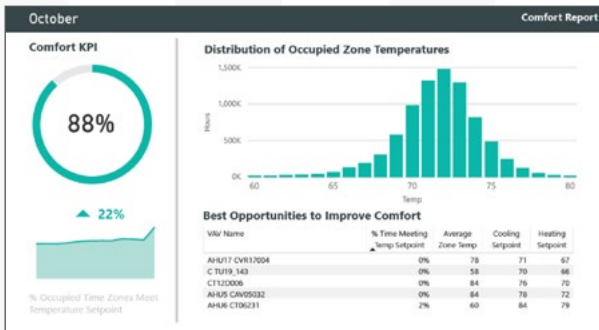 October
Comfort Report
Comfort KPI
88%
▲ 22%
% Occupied Time Zones Meet
Temperature Setpoint
Distribution of Occupied Zone Temperatures
1,500K
1,000K
500K
0K
Hours
60 65 70 75 80
Temp
Best Opportunities to Improve Comfort
VAV Name % Time Meeting Average Cooling Heating
Temp Setpoint Zone Temp Setpoint Setpoint
AHU17 CVR17004 0% 78 71 67
C TU19_143 0% 58 70 66
CT12D006 0% 84 76 70
AHU5 CAV05032 0% 84 78 72
AHU6 CT06231 2% 60 84 79